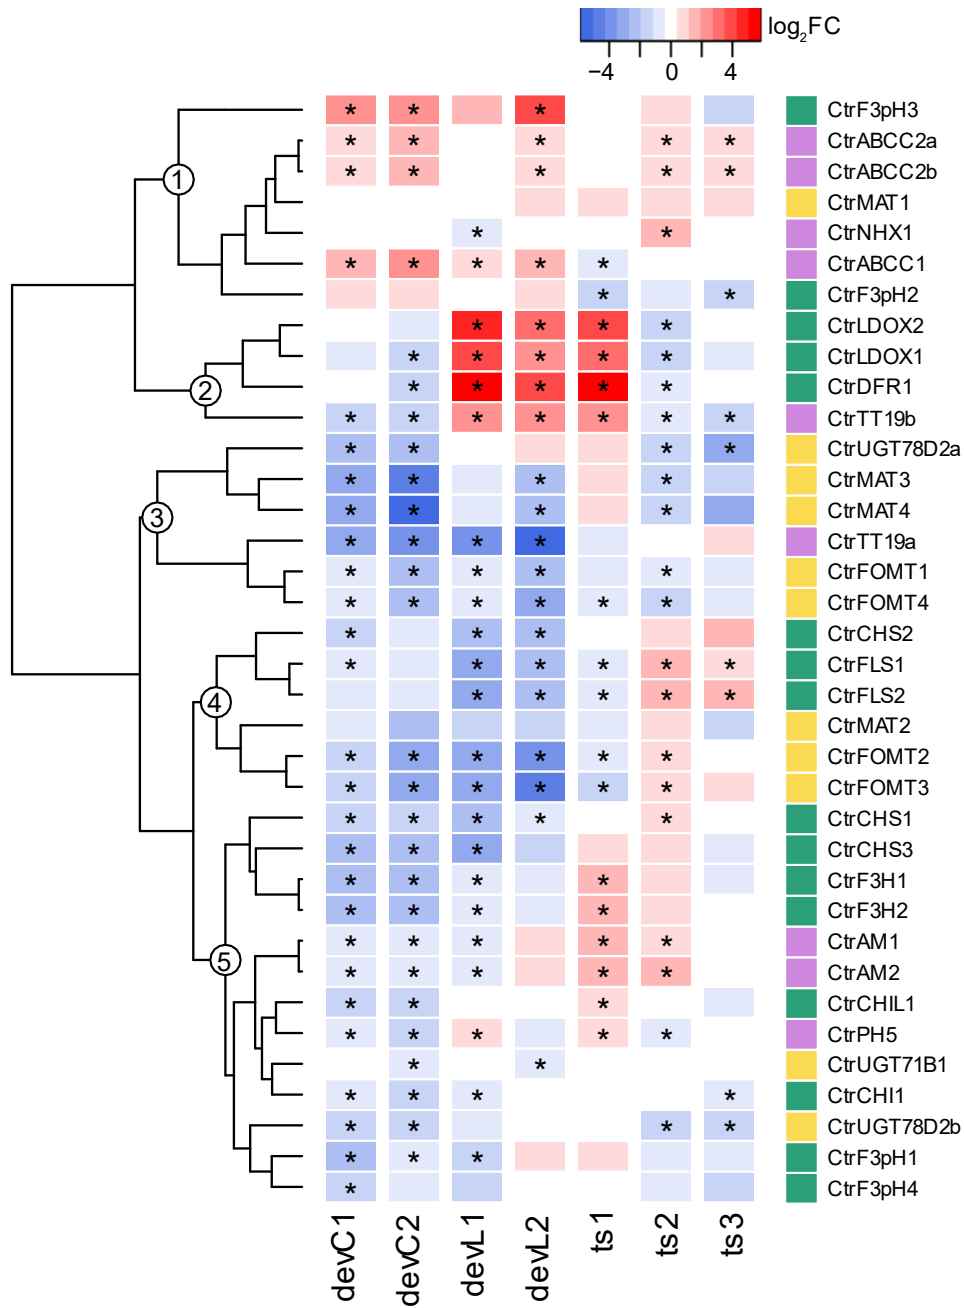 log₂FC
−4 0 4
* * * CtrF3pH3
* * * * * CtrABCC2a
* * * * * CtrABCC2b
CtrMAT1
* * CtrNHX1
1
* * * * * CtrABCC1
* * CtrF3pH2
* * * * CtrLDOX2
* * * * * CtrLDOX1
* * * * * CtrDFR1
2
* * * * * * * CtrTT19b
* * * * CtrUGT78D2a
* * * * CtrMAT3
* * * * CtrMAT4
3
* * * * CtrTT19a
* * * * * CtrFOMT1
* * * * * * CtrFOMT4
* * * CtrCHS2
* * * * * * CtrFLS1
* * * * * CtrFLS2
4
CtrMAT2
* * * * * * CtrFOMT2
* * * * * * CtrFOMT3
* * * * * CtrCHS1
* * * CtrCHS3
* * * * CtrF3H1
* * * * CtrF3H2
* * * * * CtrAM1
5
* * * * * CtrAM2
* * * CtrCHIL1
* * * * * CtrPH5
* * CtrUGT71B1
* * * * CtrCHI1
* * * * CtrUGT78D2b
* * * CtrF3pH1
* CtrF3pH4
devC1 devC2 devL1 devL2 ts1 ts2 ts3